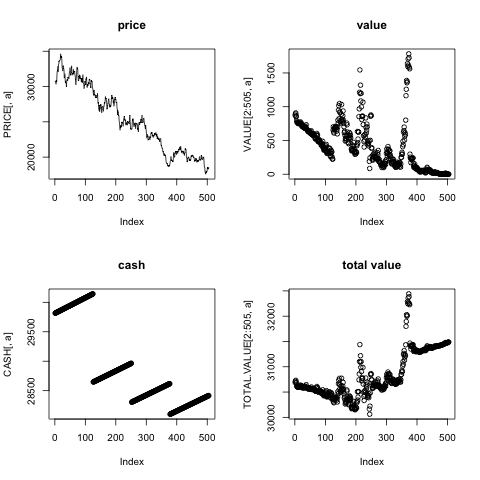 price
PRICE[, a]
20000
30000
0
100
200
300
400
500
Index
value
VALUE[2:505, a]
0
500
1000
1500
0
100
200
300
400
500
Index
cash
CASH[, a]
28500
29500
0
100
200
300
400
500
Index
total value
TOTAL.VALUE[2:505, a]
30000
31000
32000
0
100
200
300
400
500
Index